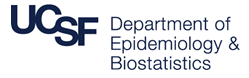 UCSF Department of
Epidemiology &
Biostatistics